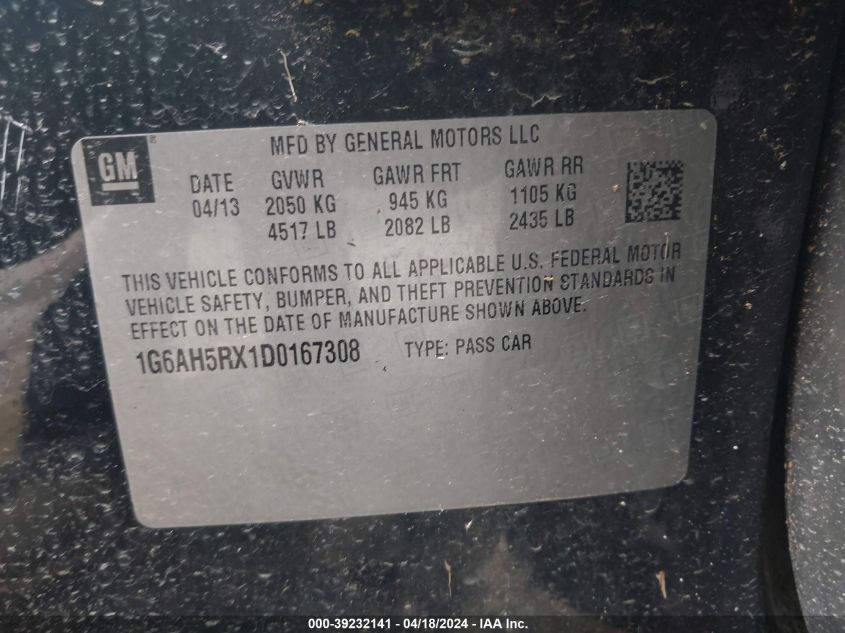 MFD BY GENERAL MOTORS LLC
GM®
DATE GVWR GAWR FRT GAWR RR
04/13 2050 KG 945 KG 1105 KG
4517 LB 2082 LB 2435 LB
THIS VEHICLE CONFORMS TO ALL APPLICABLE U.S. FEDERAL MOTOR
VEHICLE SAFETY, BUMPER, AND THEFT PREVENTION STANDARDS IN
EFFECT ON THE DATE OF MANUFACTURE SHOWN ABOVE.
1G6AH5RX1D0167308 TYPE: PASS CAR
000-39232141 - 04/18/2024 - IAA Inc.